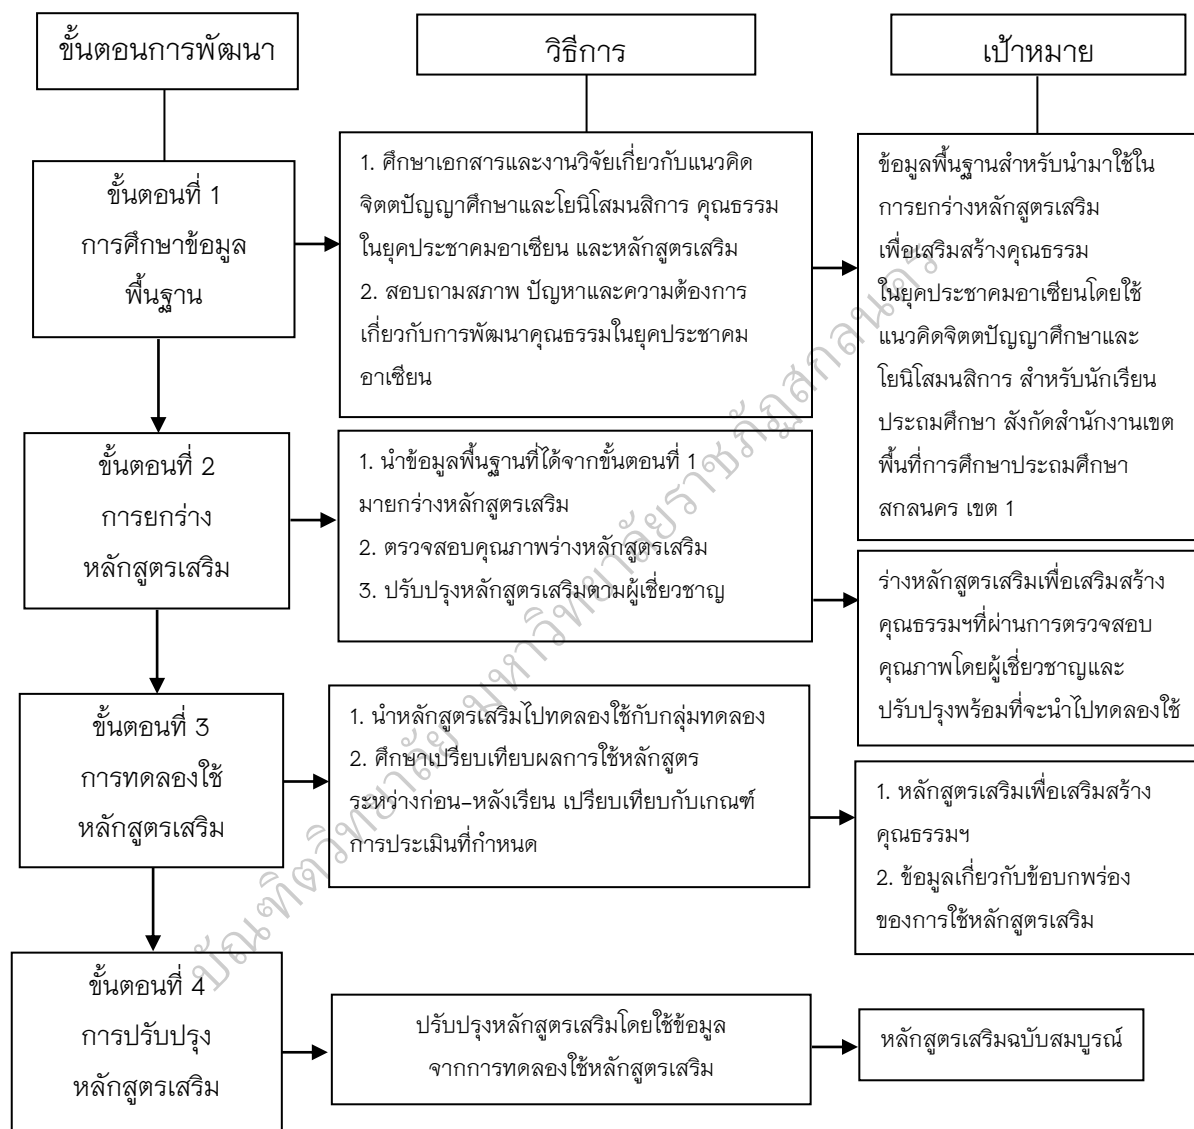 ขั้นตอนการพัฒนา
วิธีการ
เป้าหมาย
ขั้นตอนที่ 1
การศึกษาข้อมูล
พื้นฐาน
1. ศึกษาเอกสารและงานวิจัยเกี่ยวกับแนวคิด
จิตตปัญญาศึกษาและโยนิโสมนสิการ คุณธรรม
ในยุคประชาคมอาเซียน และหลักสูตรเสริม
2. สอบถามสภาพ ปัญหาและความต้องการ
เกี่ยวกับการพัฒนาคุณธรรมในยุคประชาคม
อาเซียน
ข้อมูลพื้นฐานสำหรับนำมาใช้ใน
การยกร่างหลักสูตรเสริม
เพื่อเสริมสร้างคุณธรรม
ในยุคประชาคมอาเซียนโดยใช้
แนวคิดจิตตปัญญาศึกษาและ
โยนิโสมนสิการ สำหรับนักเรียน
ประถมศึกษา สังกัดสำนักงานเขต
พื้นที่การศึกษาประถมศึกษา
สกลนคร เขต 1
ขั้นตอนที่ 2
การยกร่าง
หลักสูตรเสริม
1. นำข้อมูลพื้นฐานที่ได้จากขั้นตอนที่ 1
มายกร่างหลักสูตรเสริม
2. ตรวจสอบคุณภาพร่างหลักสูตรเสริม
3. ปรับปรุงหลักสูตรเสริมตามผู้เชี่ยวชาญ
ร่างหลักสูตรเสริมเพื่อเสริมสร้าง
คุณธรรมฯที่ผ่านการตรวจสอบ
คุณภาพโดยผู้เชี่ยวชาญและ
ปรับปรุงพร้อมที่จะนำไปทดลองใช้
ขั้นตอนที่ 3
การทดลองใช้
หลักสูตรเสริม
1. นำหลักสูตรเสริมไปทดลองใช้กับกลุ่มทดลอง
2. ศึกษาเปรียบเทียบผลการใช้หลักสูตร
ระหว่างก่อน-หลังเรียน เปรียบเทียบกับเกณฑ์
การประเมินที่กำหนด
1. หลักสูตรเสริมเพื่อเสริมสร้าง
คุณธรรมฯ
2. ข้อมูลเกี่ยวกับข้อบกพร่อง
ของการใช้หลักสูตรเสริม
ขั้นตอนที่ 4
การปรับปรุง
หลักสูตรเสริม
ปรับปรุงหลักสูตรเสริมโดยใช้ข้อมูล
จากการทดลองใช้หลักสูตรเสริม
หลักสูตรเสริมฉบับสมบูรณ์
บัณฑิตวิทยาลัย มหาวิทยาลัยราชภัฏสกลนคร